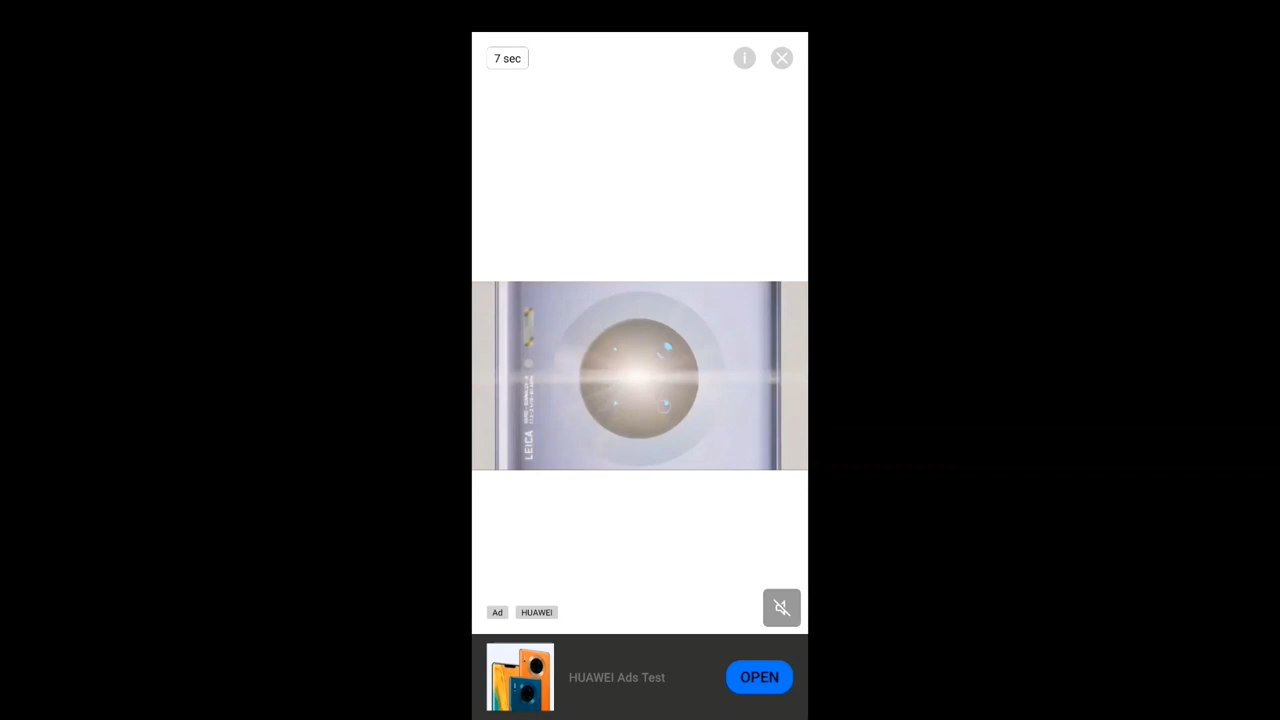 7 sec
LEICA
Ad
HUAWEI
HUAWEI Ads Test
OPEN